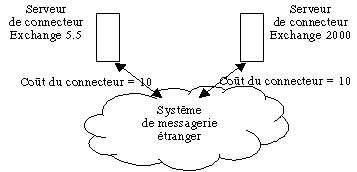 Serveur
de connecteur
Exchange 5.5
Serveur
de connecteur
Exchange 2000
Coût du connecteur = 10
Coût du connecteur = 10
Système
de messagerie
étranger